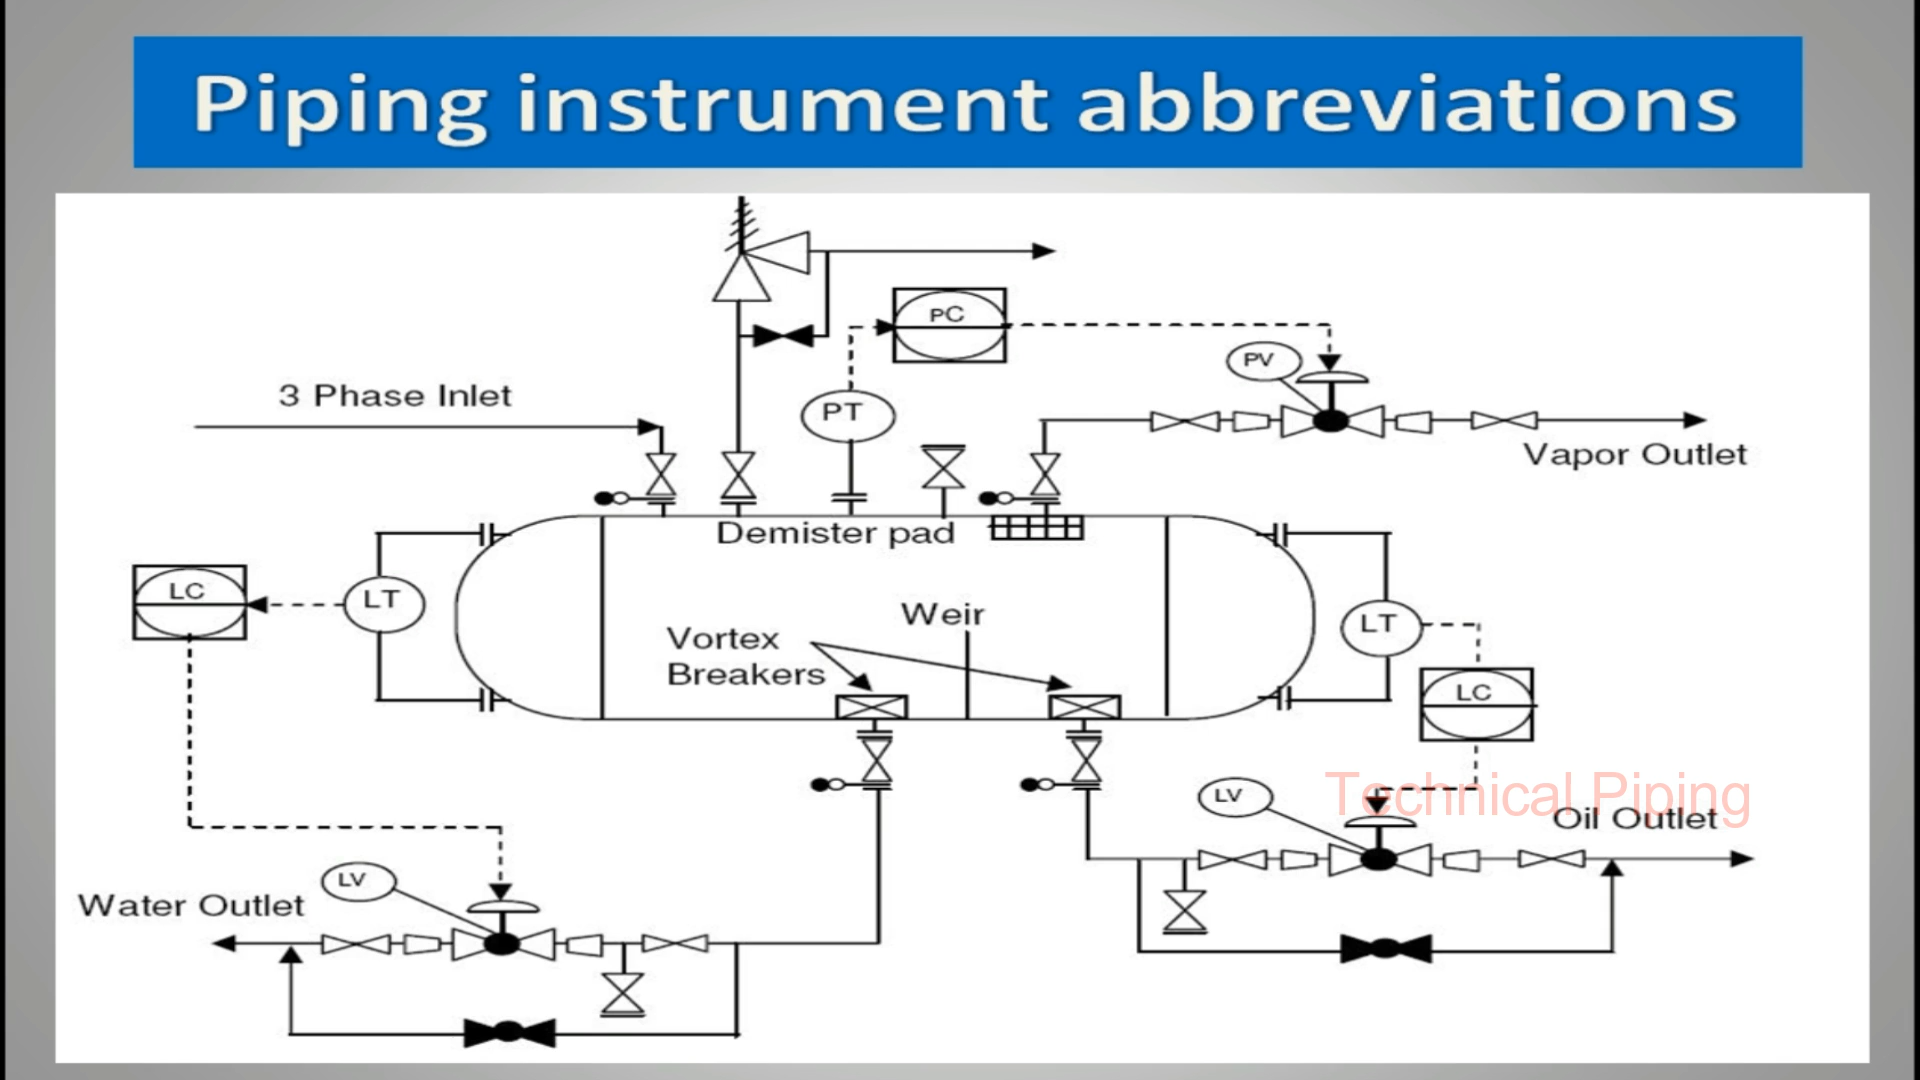 Piping instrument abbreviations
PC
PV
3 Phase Inlet
PT
Vapor Outlet
Demister pad
LC
LT
Weir
Vortex
Breakers
LT
LC
LV
Technical Piping
Oil Outlet
LV
Water Outlet